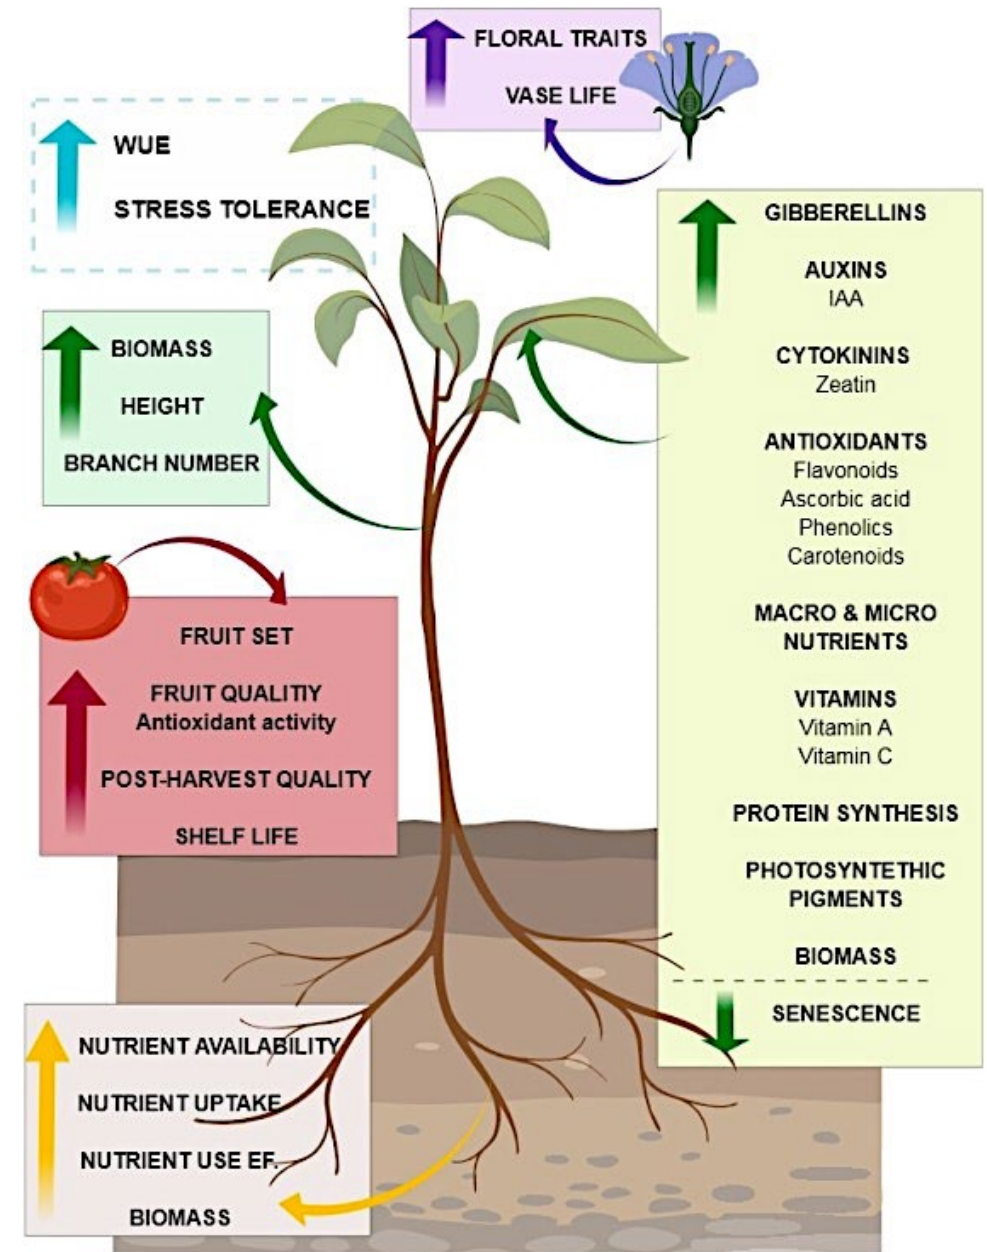 FLORAL TRAITS
VASE LIFE
WUE
STRESS TOLERANCE
BIOMASS
HEIGHT
BRANCH NUMBER
FRUIT SET
FRUIT QUALITIY
Antioxidant activity
POST-HARVEST QUALITY
SHELF LIFE
NUTRIENT AVAILABILITY
NUTRIENT UPTAKE
NUTRIENT USE EF.
BIOMASS
GIBBERELLINS
AUXINS
IAA
CYTOKININS
Zeatin
ANTIOXIDANTS
Flavonoids
Ascorbic acid
Phenolics
Carotenoids
MACRO & MICRO
NUTRIENTS
VITAMINS
Vitamin A
Vitamin C
PROTEIN SYNTHESIS
PHOTOSYNTETHIC
PIGMENTS
BIOMASS
SENESCENCE